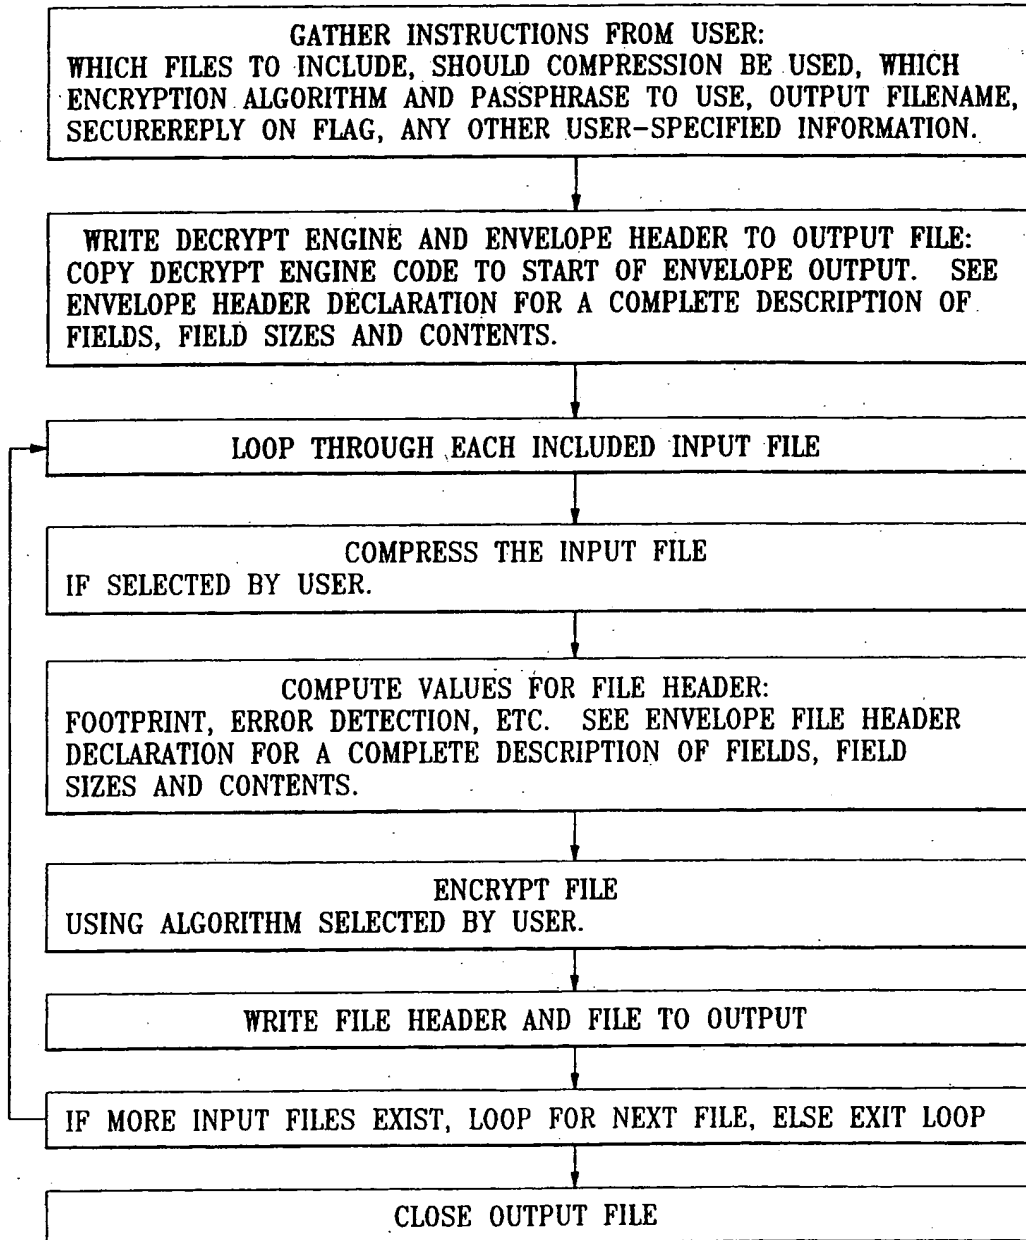 GATHER INSTRUCTIONS FROM USER:
WHICH FILES TO INCLUDE, SHOULD COMPRESSION BE USED, WHICH
ENCRYPTION ALGORITHM AND PASSPHRASE TO USE, OUTPUT FILENAME,
SECUREREPLY ON FLAG, ANY OTHER USER-SPECIFIED INFORMATION.
WRITE DECRYPT ENGINE AND ENVELOPE HEADER TO OUTPUT FILE:
COPY DECRYPT ENGINE CODE TO START OF ENVELOPE OUTPUT. SEE
ENVELOPE HEADER DECLARATION FOR A COMPLETE DESCRIPTION OF
FIELDS, FIELD SIZES AND CONTENTS.
LOOP THROUGH EACH INCLUDED INPUT FILE
COMPRESS THE INPUT FILE
IF SELECTED BY USER.
COMPUTE VALUES FOR FILE HEADER:
FOOTPRINT, ERROR DETECTION, ETC. SEE ENVELOPE FILE HEADER
DECLARATION FOR A COMPLETE DESCRIPTION OF FIELDS, FIELD
SIZES AND CONTENTS.
ENCRYPT FILE
USING ALGORITHM SELECTED BY USER.
WRITE FILE HEADER AND FILE TO OUTPUT
IF MORE INPUT FILES EXIST, LOOP FOR NEXT FILE, ELSE EXIT LOOP
CLOSE OUTPUT FILE